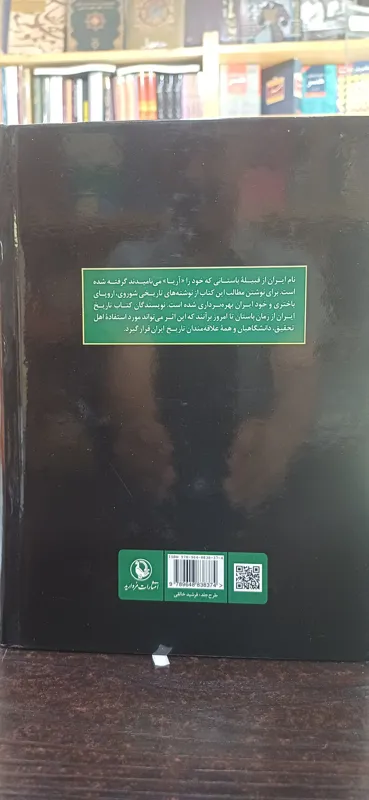 نام ایران از قبیلهٔ باستانی که خود را «آریا» می‌نامیدند گرفته شده
است. برای نوشتن مطالب این کتاب از نوشته‌های تاریخی شوروی، اروپای
باختری و خود ایران بهره‌برداری شده است. نویسندگان کتاب تاریخ
ایران از زمان باستان تا امروز برآنند که این اثر می‌تواند مورد استفادهٔ اهل
تحقیق، دانشگاهیان و همهٔ علاقه‌مندان تاریخ ایران قرار گیرد.
انتشارات مروارید
9 789648 838374
طرح جلد: فرشید خالقی